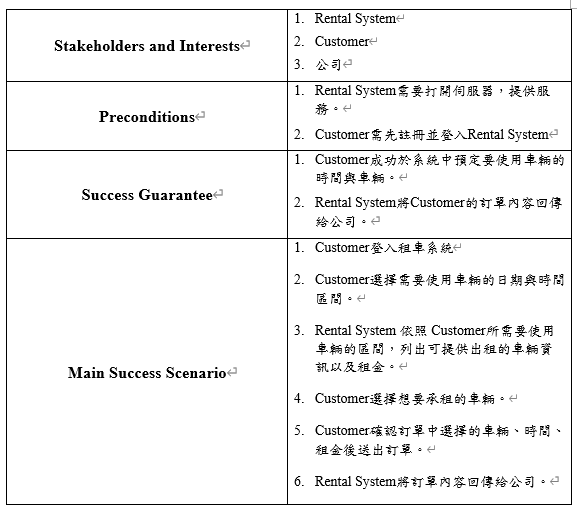 Stakeholders and Interests
1. Rental System
2. Customer
3. 公司
Preconditions
1. Rental System需要打開伺服器，提供服
務。
2. Customer需先註冊並登入Rental System
Success Guarantee
1. Customer成功於系統中預定要使用車輛的
時間與車輛。
2. Rental System將Customer的訂單內容回傳
給公司。
Main Success Scenario
1. Customer登入租車系統
2. Customer選擇需要使用車輛的日期與時間
區間。
3. Rental System 依照 Customer所需要使用
車輛的區間，列出可提供出租的車輛資
訊以及租金。
4. Customer選擇想要承租的車輛。
5. Customer確認訂單中選擇的車輛、時間、
租金後送出訂單。
6. Rental System將訂單內容回傳給公司。